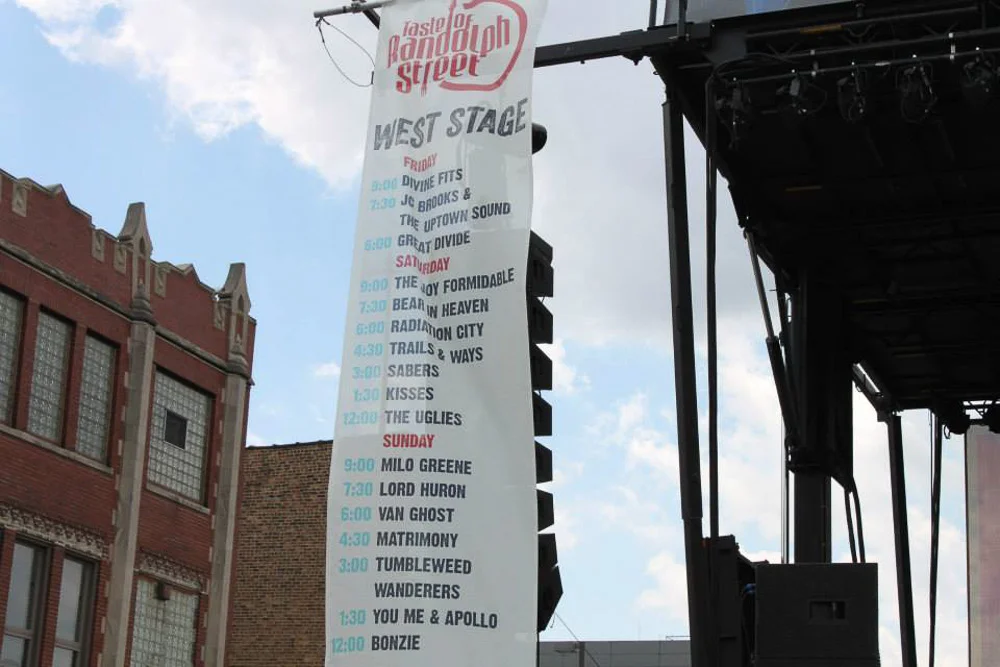 Taste of
Randolph
Street
WEST STAGE
FRIDAY
9:00 DIVINE FITS
7:30 JC BROOKS &
THE UPTOWN SOUND
6:00 GREAT DIVIDE
SATURDAY
9:00 THE JOY FORMIDABLE
7:30 BEAR IN HEAVEN
6:00 RADIATION CITY
4:30 TRAILS & WAYS
3:00 SABERS
1:30 KISSES
12:00 THE UGLIES
SUNDAY
9:00 MILO GREENE
7:30 LORD HURON
6:00 VAN GHOST
4:30 MATRIMONY
3:00 TUMBLEWEED
WANDERERS
1:30 YOU ME & APOLLO
12:00 BONZIE